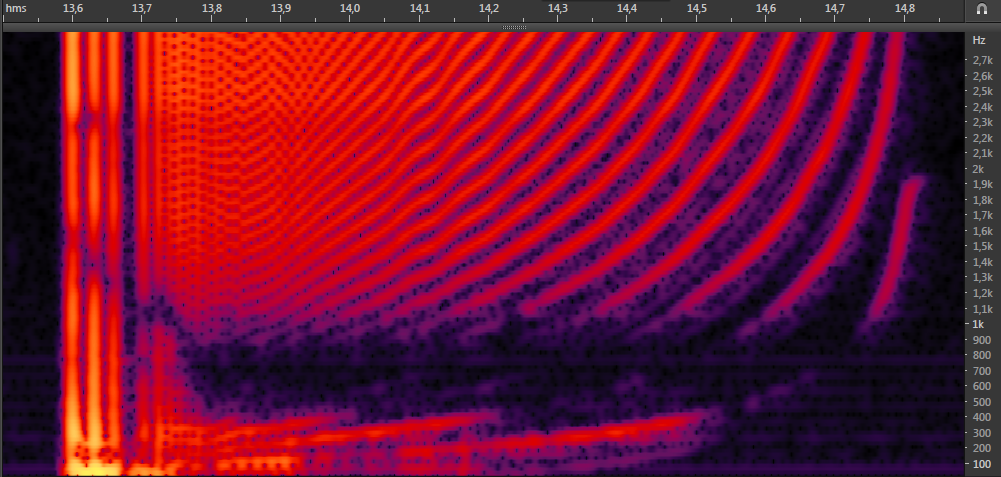 hms 13,6 13,7 13,8 13,9 14,0 14,1 14,2 14,3 14,4 14,5 14,6 14,7 14,8
Hz
2,7k
2,6k
2,5k
2,4k
2,3k
2,2k
2,1k
2k
1,9k
1,8k
1,7k
1,6k
1,5k
1,4k
1,3k
1,2k
1,1k
1k
900
800
700
600
500
400
300
200
100